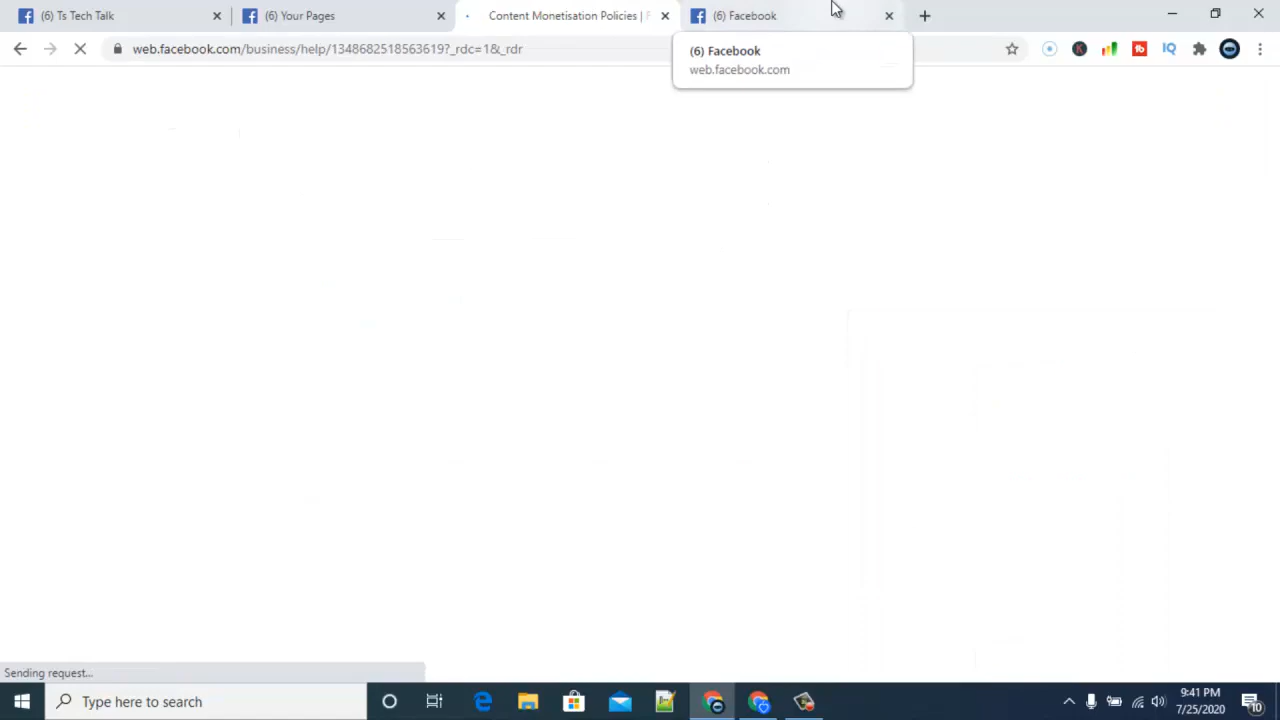 (6) Ts Tech Talk
(6) Your Pages
Content Monetisation Policies | F
(6) Facebook
web.facebook.com/business/help/1348682518563619?_rdc=1&_rdr
(6) Facebook
web.facebook.com
IQ
Sending request...
Type here to search
9:41 PM
7/25/2020
10